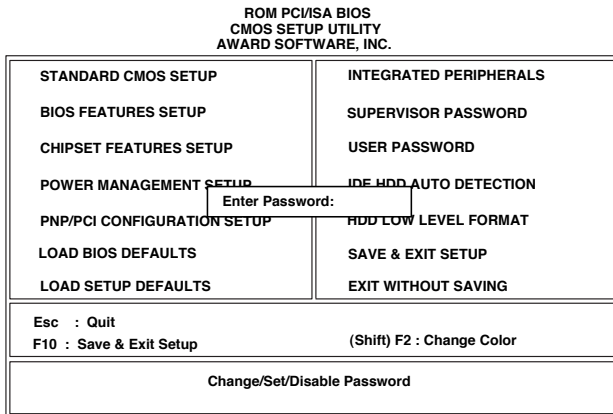 ROM PCI/ISA BIOS
CMOS SETUP UTILITY
AWARD SOFTWARE, INC.
STANDARD CMOS SETUP
BIOS FEATURES SETUP
CHIPSET FEATURES SETUP
POWER MANAGEMENT SETUP
PNP/PCI CONFIGURATION SETUP
LOAD BIOS DEFAULTS
LOAD SETUP DEFAULTS
INTEGRATED PERIPHERALS
SUPERVISOR PASSWORD
USER PASSWORD
IDE HDD AUTO DETECTION
HDD LOW LEVEL FORMAT
SAVE & EXIT SETUP
EXIT WITHOUT SAVING
Enter Password:
Esc : Quit
F10 : Save & Exit Setup
(Shift) F2 : Change Color
Change/Set/Disable Password